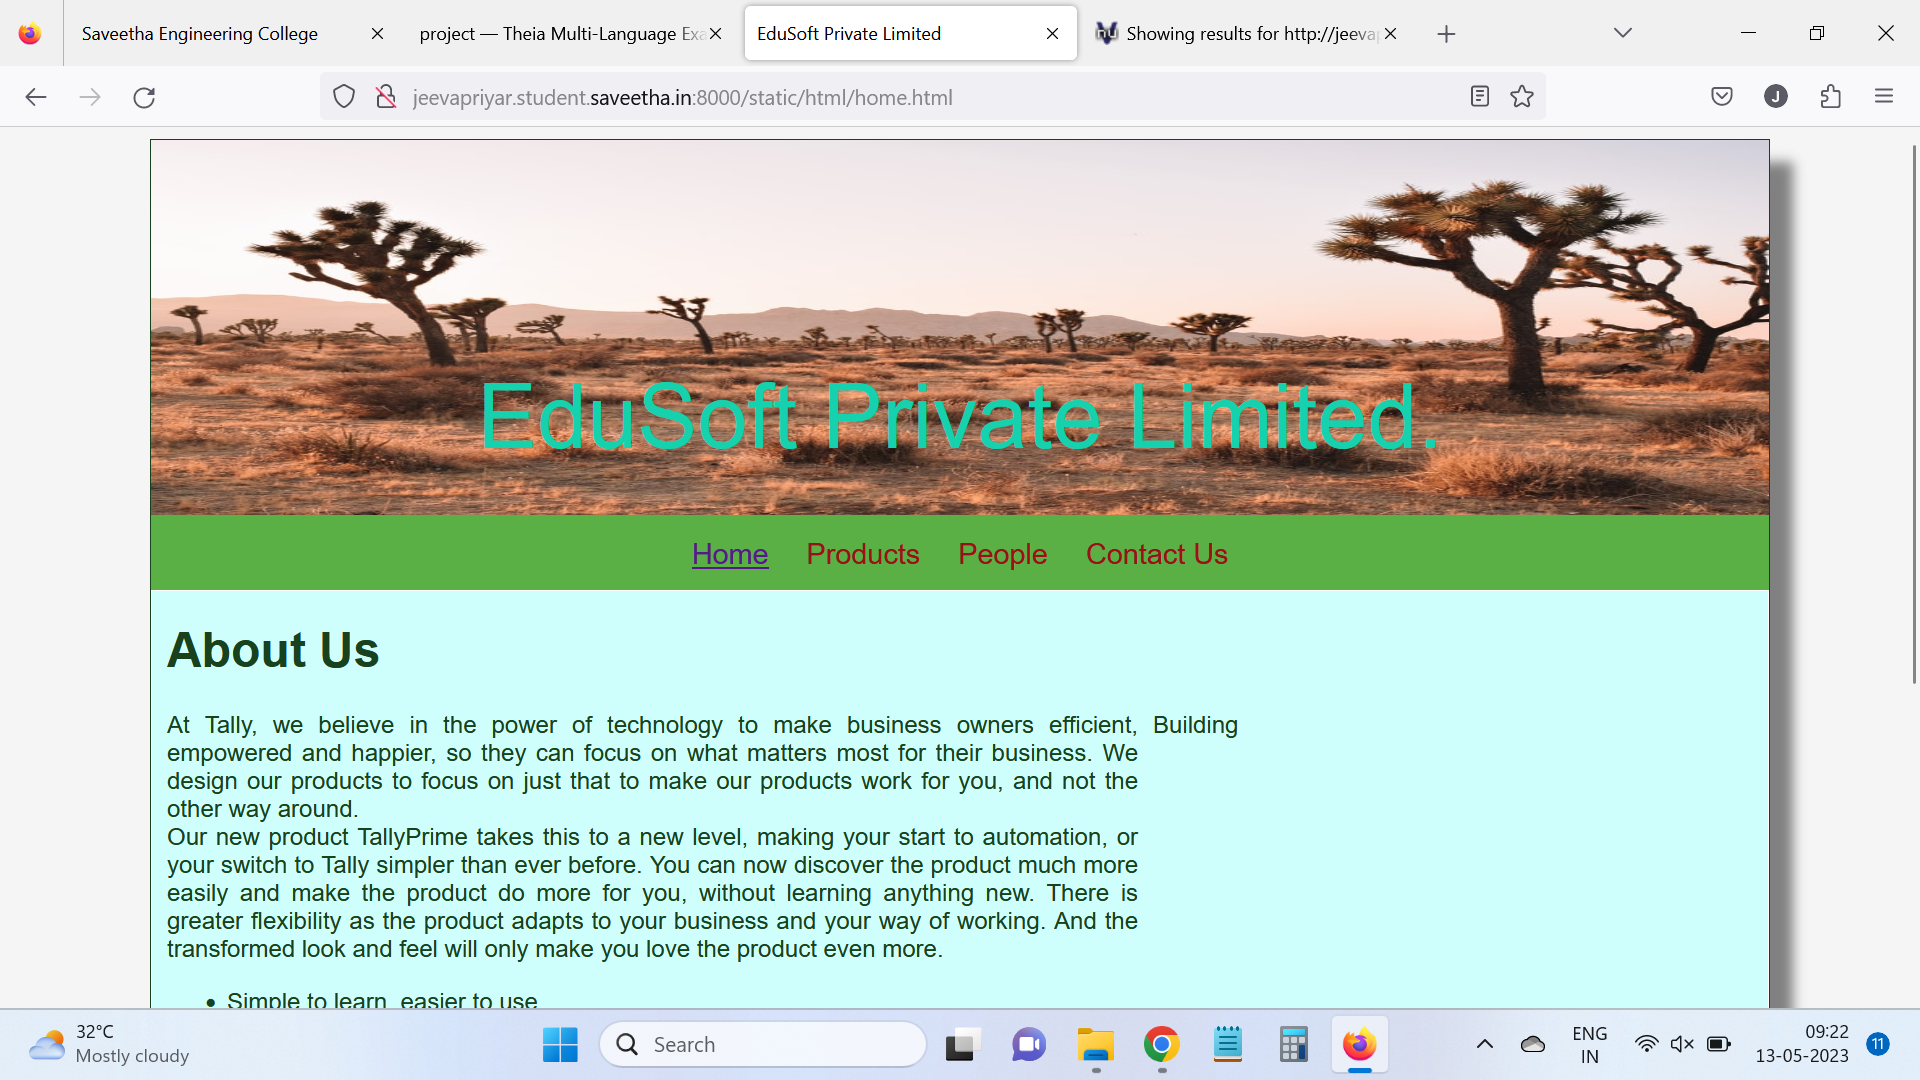 Saveetha Engineering College
project — Theia Multi-Language Exa
EduSoft Private Limited
Showing results for http://jeevap
jeevapriyar.student.saveetha.in:8000/static/html/home.html
J
EduSoft Private Limited.
Home Products People Contact Us
About Us
At Tally, we believe in the power of technology to make business owners efficient,
empowered and happier, so they can focus on what matters most for their business. We
design our products to focus on just that to make our products work for you, and not the
other way around.
Our new product TallyPrime takes this to a new level, making your start to automation, or
your switch to Tally simpler than ever before. You can now discover the product much more
easily and make the product do more for you, without learning anything new. There is
greater flexibility as the product adapts to your business and your way of working. And the
transformed look and feel will only make you love the product even more.
Building
• Simple to learn, easier to use
32°C
Mostly cloudy
Search
ENG
IN
09:22
13-05-2023
11